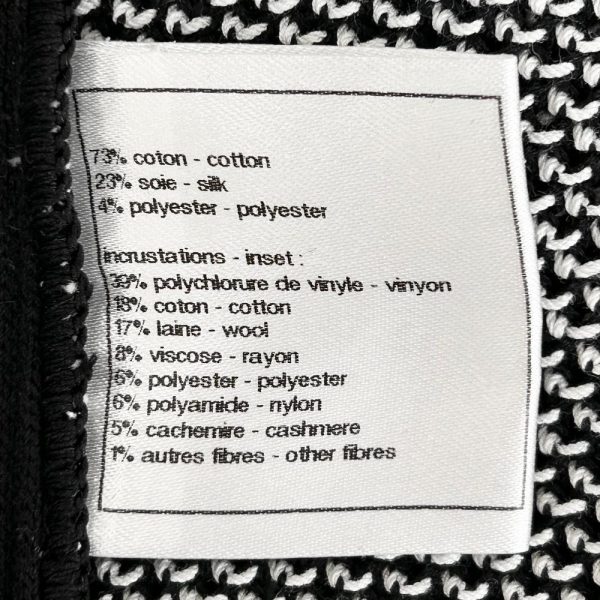 73% coton - cotton
23% soie - silk
4% polyester - polyester
incrustations - inset :
39% polychlorure de vinyle - vinyon
18% coton - cotton
17% laine - wool
8% viscose - rayon
6% polyester - polyester
6% polyamide - nylon
5% cachemire - cashmere
1% autres fibres - other fibres